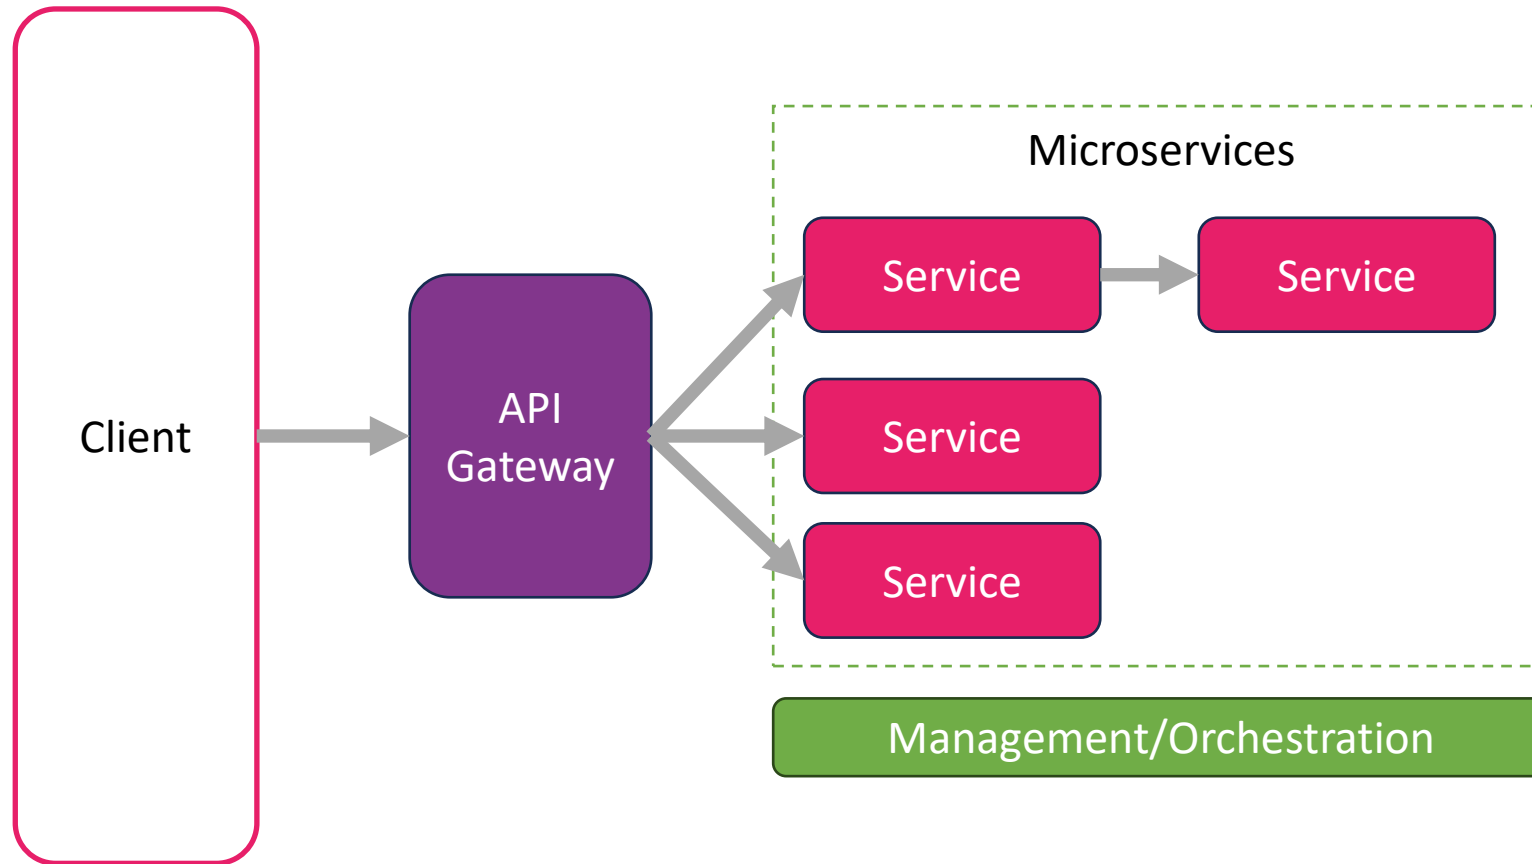 Client
API
Gateway
Microservices
Service
Service
Service
Service
Management/Orchestration